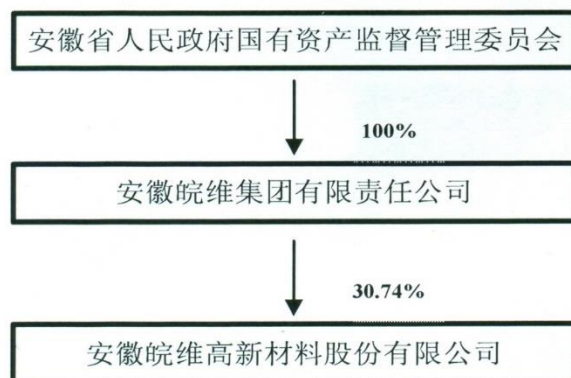 安徽省人民政府国有资产监督管理委员会
100%
安徽皖维集团有限责任公司
30.74%
安徽皖维高新材料股份有限公司